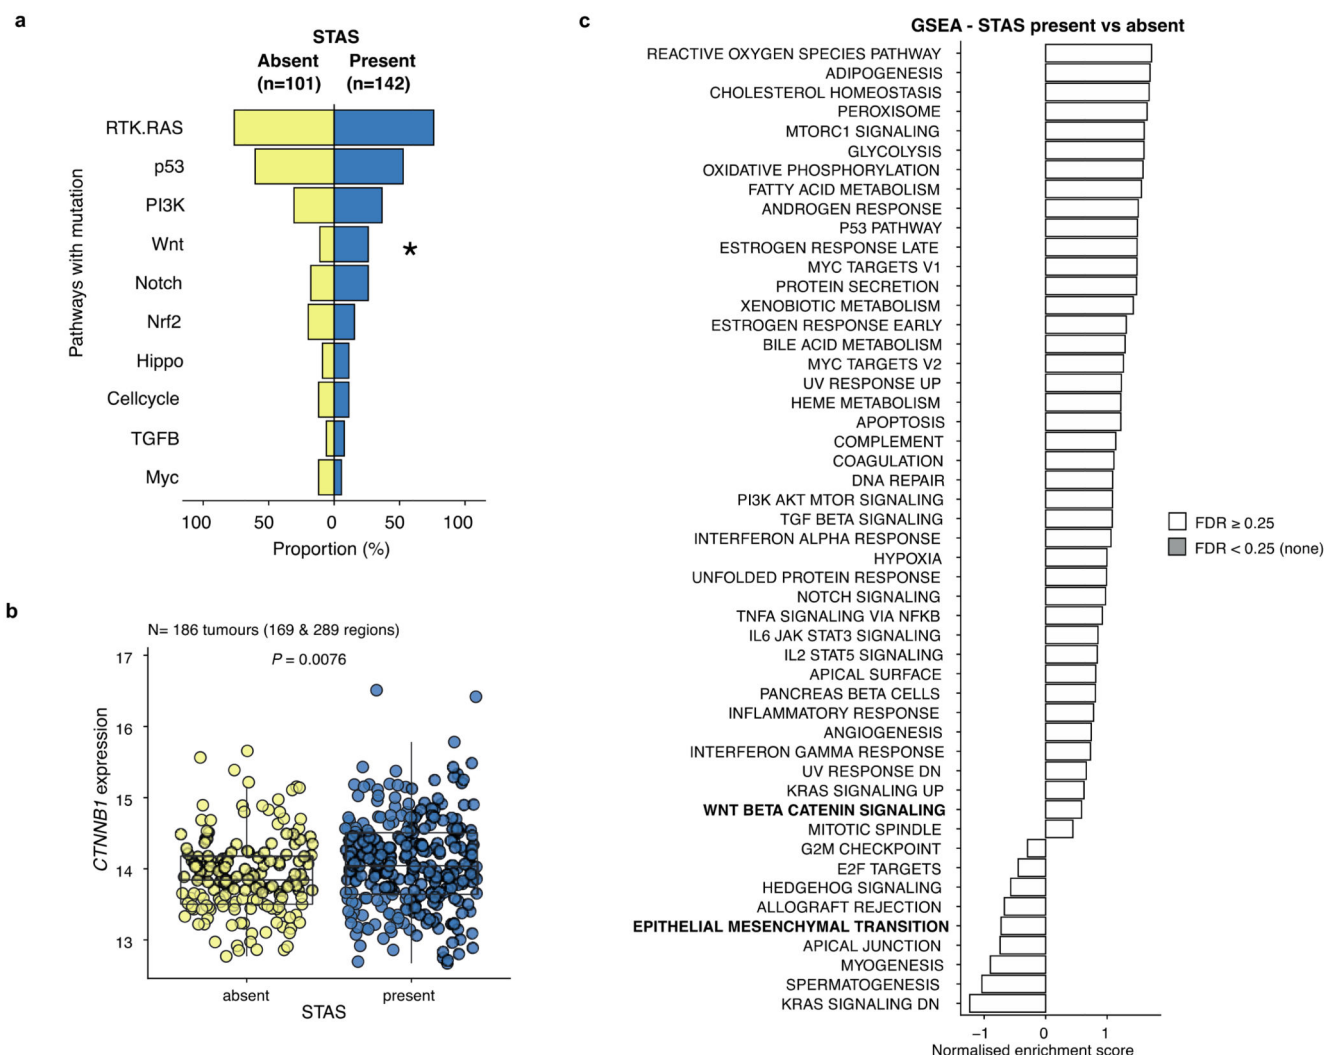 a
STAS
Absent Present
(n=101) (n=142)
Pathways with mutation
RTK.RAS
p53
PI3K
Wnt
*
Notch
Nrf2
Hippo
Cellcycle
TGFB
Myc
100 50 0 50 100
Proportion (%)
b
N= 186 tumours (169 & 289 regions)
P = 0.0076
CTNNB1 expression
17
16
15
14
13
absent present
STAS
c
GSEA - STAS present vs absent
REACTIVE OXYGEN SPECIES PATHWAY
ADIPOGENESIS
CHOLESTEROL HOMEOSTASIS
PEROXISOME
MTORC1 SIGNALING
GLYCOLYSIS
OXIDATIVE PHOSPHORYLATION
FATTY ACID METABOLISM
ANDROGEN RESPONSE
P53 PATHWAY
ESTROGEN RESPONSE LATE
MYC TARGETS V1
PROTEIN SECRETION
XENOBIOTIC METABOLISM
ESTROGEN RESPONSE EARLY
BILE ACID METABOLISM
MYC TARGETS V2
UV RESPONSE UP
HEME METABOLISM
APOPTOSIS
COMPLEMENT
COAGULATION
DNA REPAIR
PI3K AKT MTOR SIGNALING
TGF BETA SIGNALING
INTERFERON ALPHA RESPONSE
HYPOXIA
UNFOLDED PROTEIN RESPONSE
NOTCH SIGNALING
TNFA SIGNALING VIA NFKB
IL6 JAK STAT3 SIGNALING
IL2 STAT5 SIGNALING
APICAL SURFACE
PANCREAS BETA CELLS
INFLAMMATORY RESPONSE
ANGIOGENESIS
INTERFERON GAMMA RESPONSE
UV RESPONSE DN
KRAS SIGNALING UP
WNT BETA CATENIN SIGNALING
MITOTIC SPINDLE
G2M CHECKPOINT
E2F TARGETS
HEDGEHOG SIGNALING
ALLOGRAFT REJECTION
EPITHELIAL MESENCHYMAL TRANSITION
APICAL JUNCTION
MYOGENESIS
SPERMATOGENESIS
KRAS SIGNALING DN
−1 0 1
Normalised enrichment score
FDR ≥ 0.25
FDR < 0.25 (none)